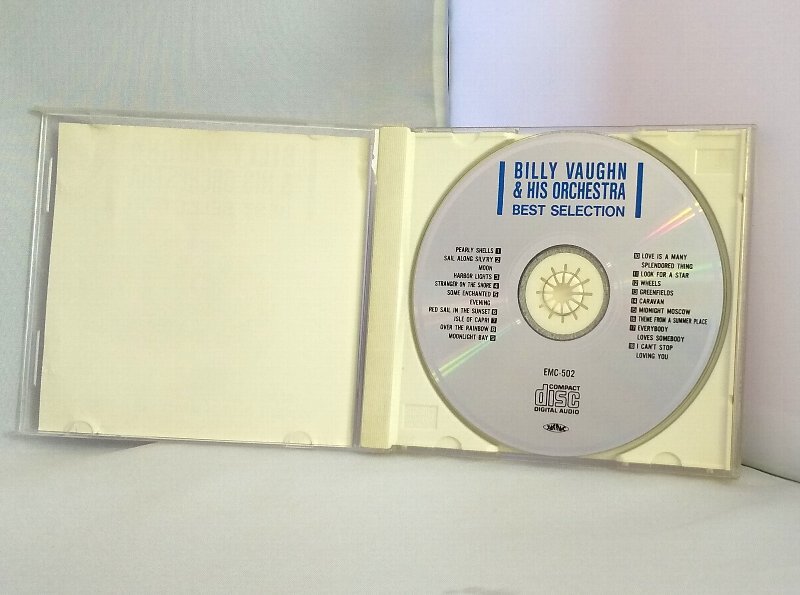 BILLY VAUGHN
& HIS ORCHESTRA
BEST SELECTION
PEARLY SHELLS 1
SAIL ALONG SILV'RY 2
MOON
HARBOR LIGHTS 3
STRANGER ON THE SHORE 4
SOME ENCHANTED 5
EVENING
RED SAIL IN THE SUNSET 6
ISLE OF CAPRI 7
OVER THE RAINBOW 8
MOONLIGHT BAY 9
10 LOVE IS A MANY
SPLENDORED THING
11 LOOK FOR A STAR
12 WHEELS
13 GREENFIELDS
14 CARAVAN
15 MIDNIGHT MOSCOW
16 THEME FROM A SUMMER PLACE
17 EVERYBODY
LOVES SOMEBODY
18 I CAN'T STOP
LOVING YOU
EMC-502
COMPACT
disc
DIGITAL AUDIO